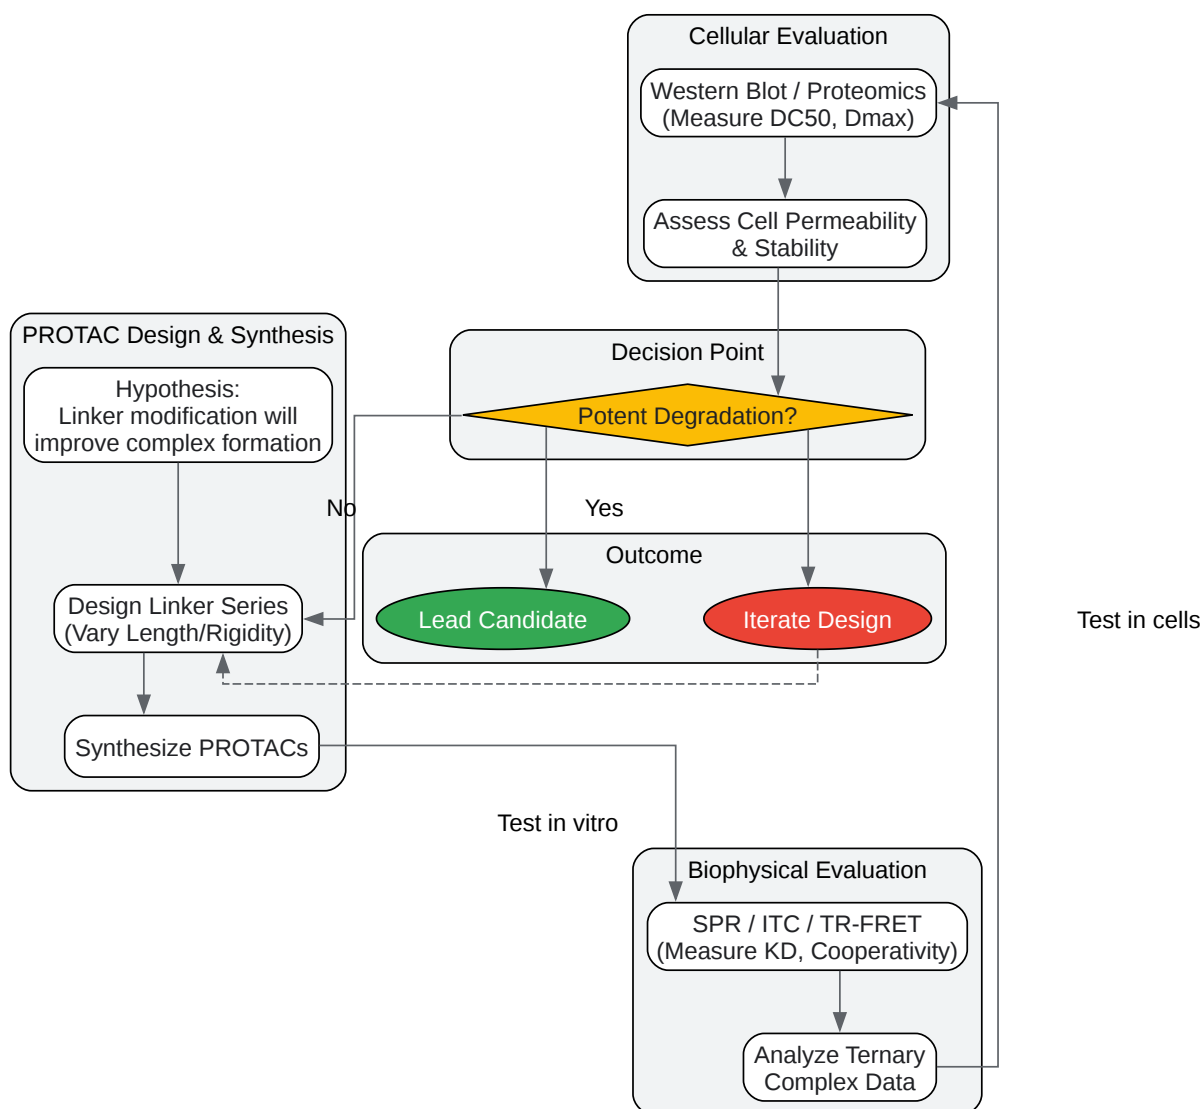 Cellular Evaluation
Western Blot / Proteomics
(Measure DC50, Dmax)
Assess Cell Permeability
& Stability
PROTAC Design & Synthesis
Hypothesis:
Linker modification will
improve complex formation
Decision Point
Potent Degradation?
No
Yes
Outcome
Design Linker Series
(Vary Length/Rigidity)
Lead Candidate
Iterate Design
Test in cells
Synthesize PROTACs
Test in vitro
Biophysical Evaluation
SPR / ITC / TR-FRET
(Measure KD, Cooperativity)
Analyze Ternary
Complex Data